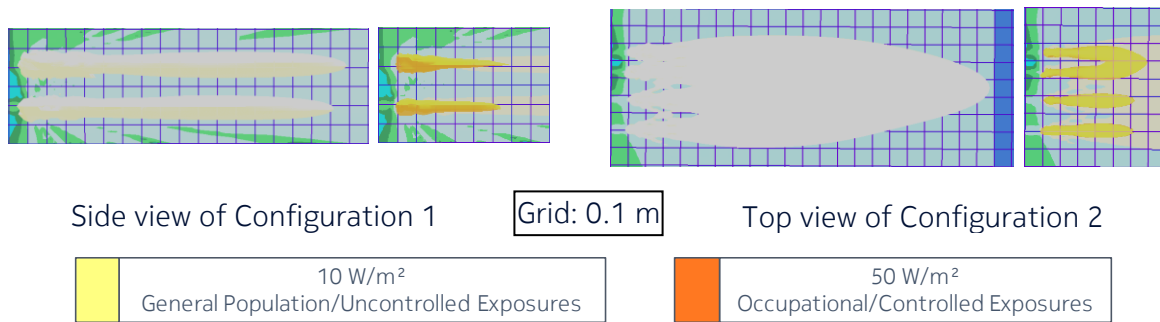 Side view of Configuration 1
Grid: 0.1 m
Top view of Configuration 2
10 W/m²
General Population/Uncontrolled Exposures
50 W/m²
Occupational/Controlled Exposures